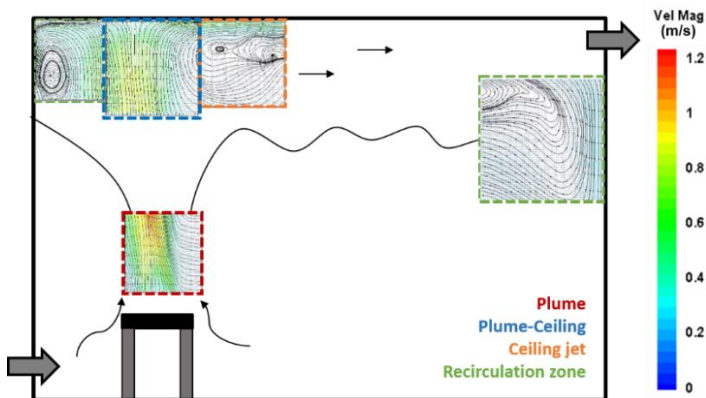 Vel Mag
(m/s)
1.2
1
0.8
0.6
0.4
0.2
0
Plume
Plume-Ceiling
Ceiling jet
Recirculation zone